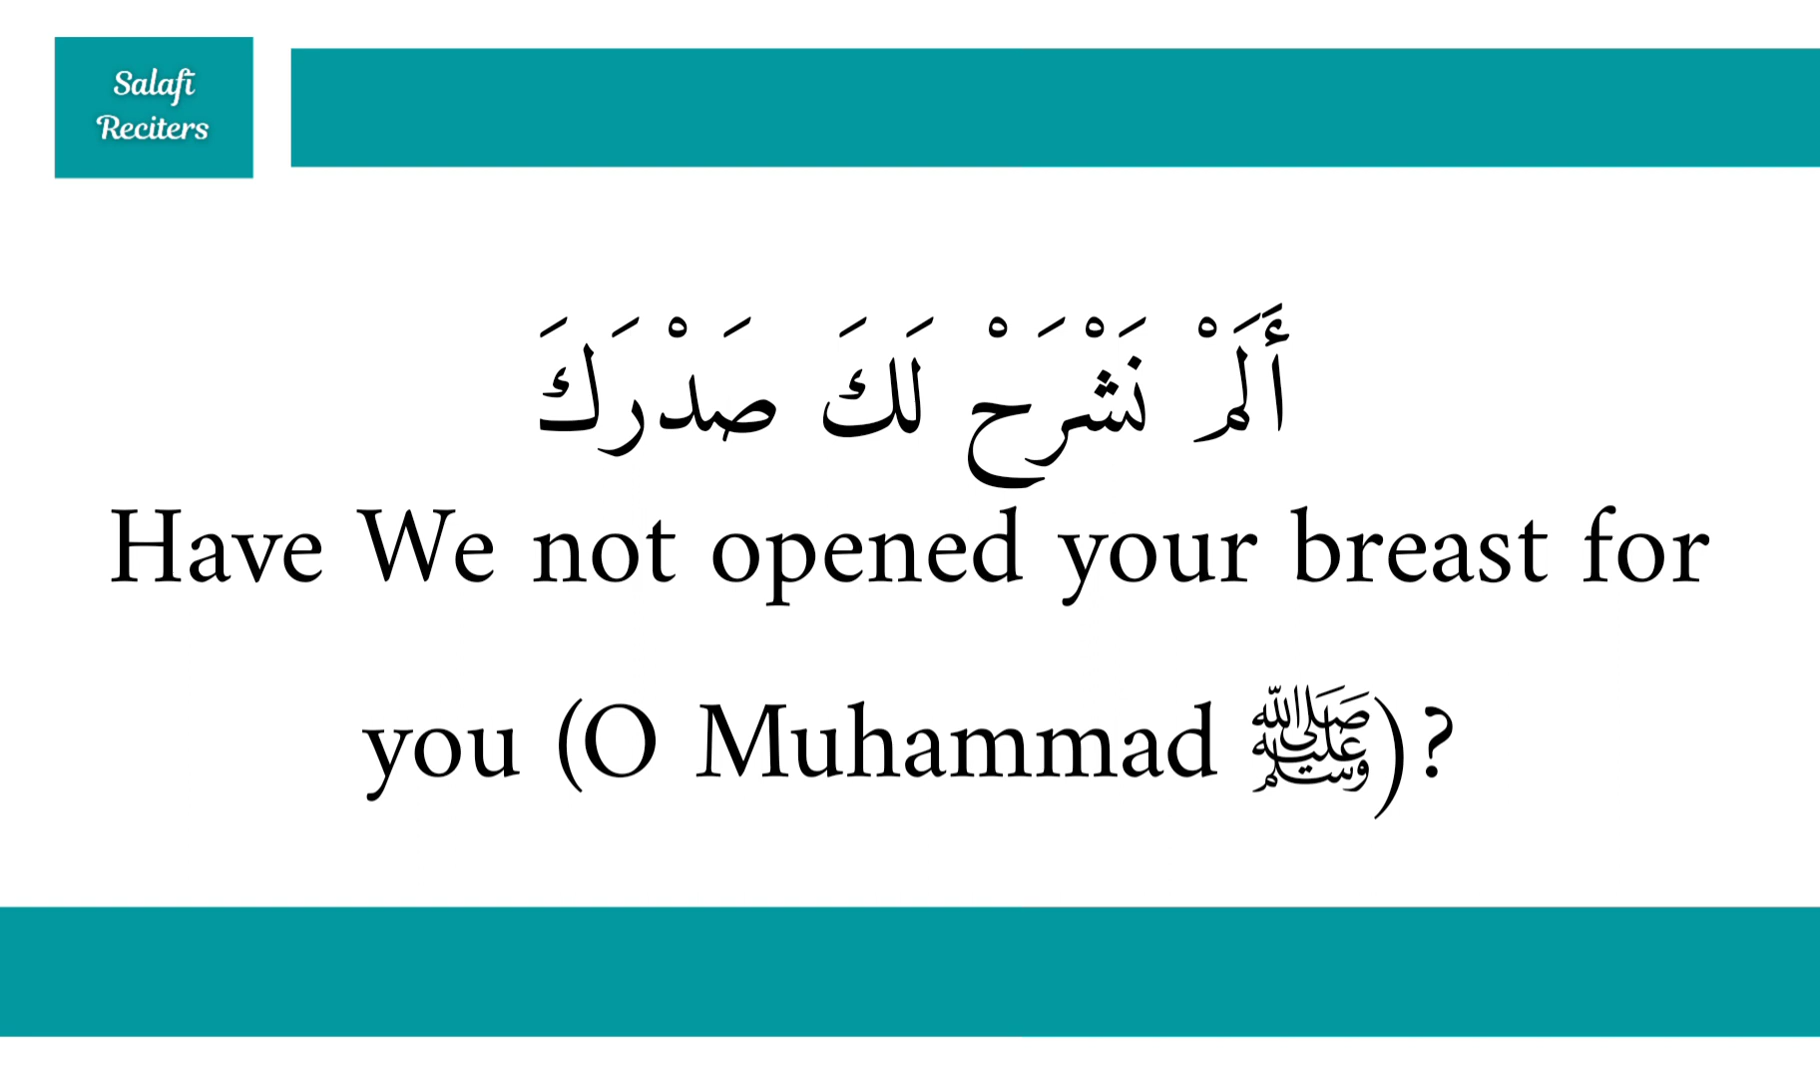 Salafi
Reciters
أَلَمْ نَشْرَحْ لَكَ صَدْرَكَ
Have We not opened your breast for
you (O Muhammad ﷺ)?